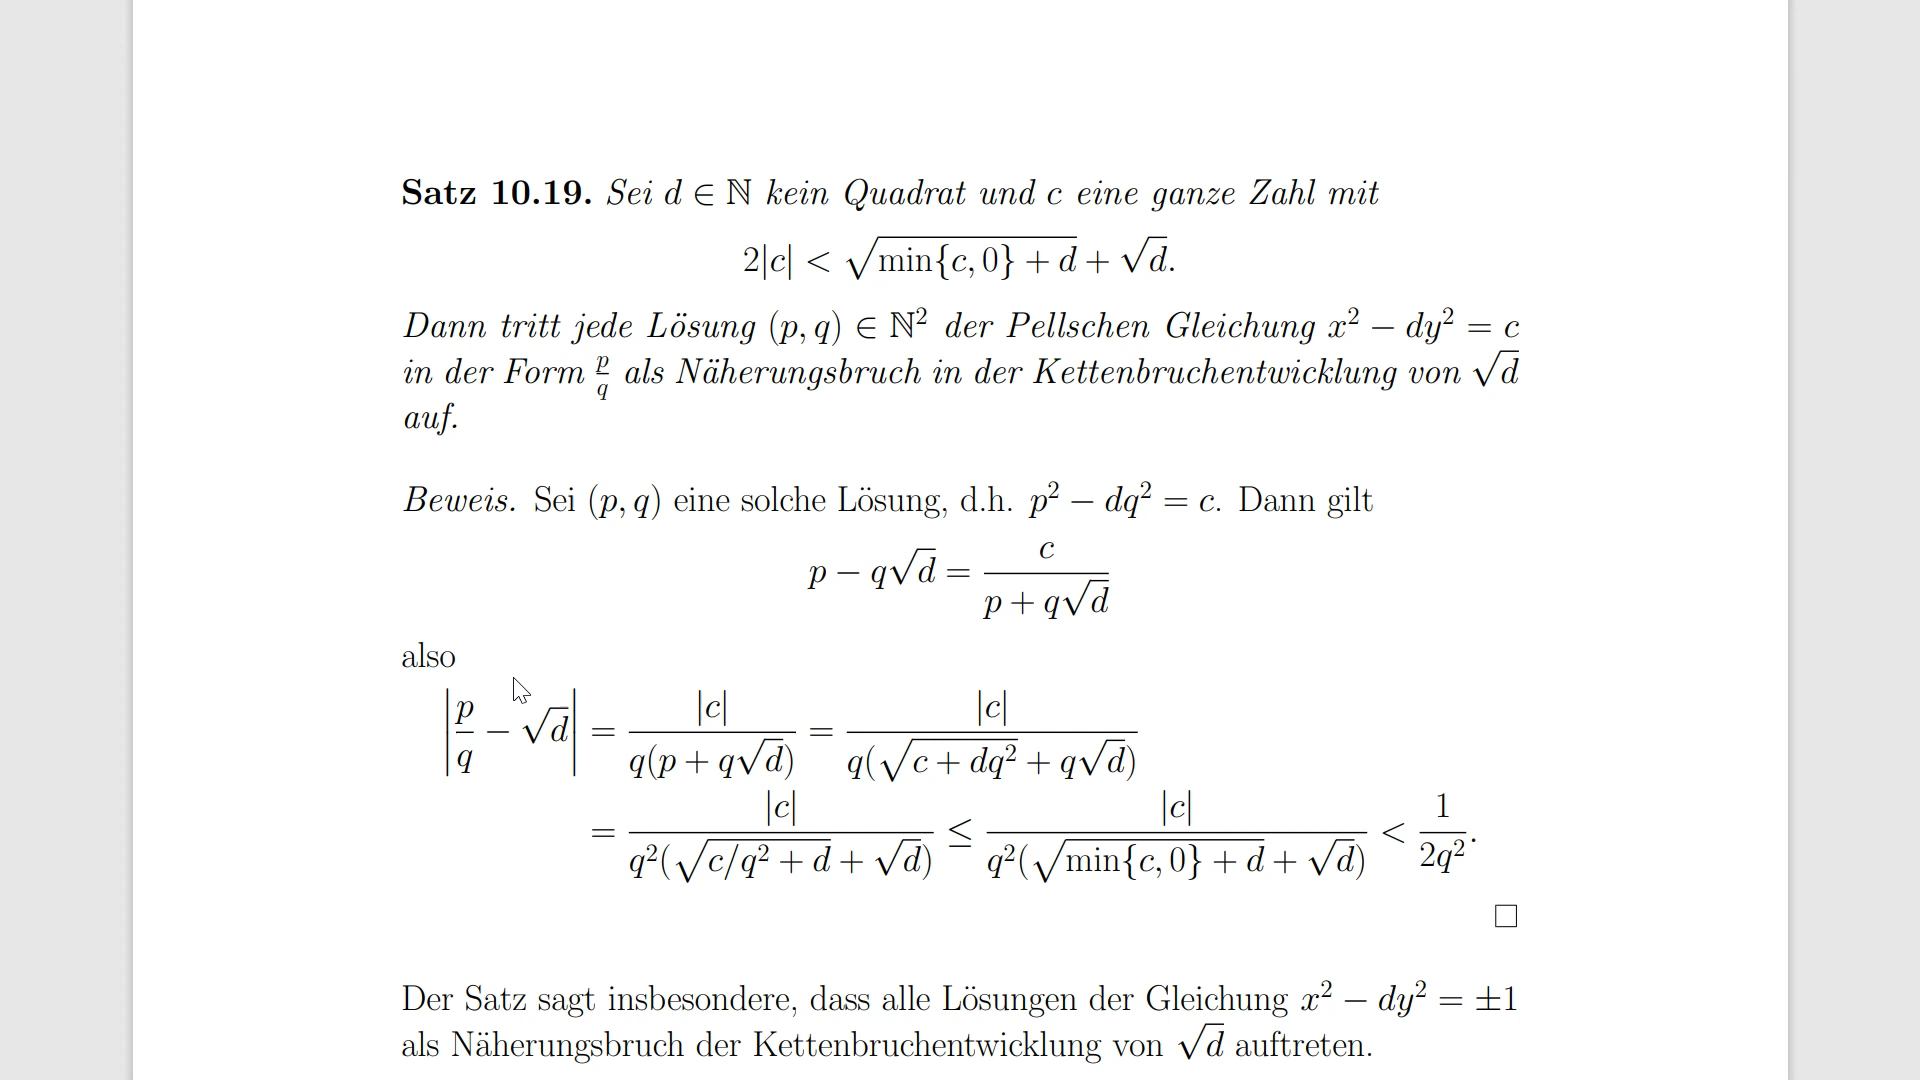 Satz 10.19. Sei d ∈ ℕ kein Quadrat und c eine ganze Zahl mit
2|c| < √(min{c, 0} + d) + √d.
Dann tritt jede Lösung (p, q) ∈ ℕ² der Pellschen Gleichung x² − dy² = c
in der Form p/q als Näherungsbruch in der Kettenbruchentwicklung von √d
auf.
Beweis. Sei (p, q) eine solche Lösung, d.h. p² − dq² = c. Dann gilt
p − q√d = c/(p + q√d)
also
|p/q − √d| = |c|/(q(p + q√d)) = |c|/(q(√(c + dq²) + q√d))
= |c|/(q²(√(c/q² + d) + √d)) ≤ |c|/(q²(√(min{c, 0} + d) + √d)) < 1/(2q²).
□
Der Satz sagt insbesondere, dass alle Lösungen der Gleichung x² − dy² = ±1
als Näherungsbruch der Kettenbruchentwicklung von √d auftreten.